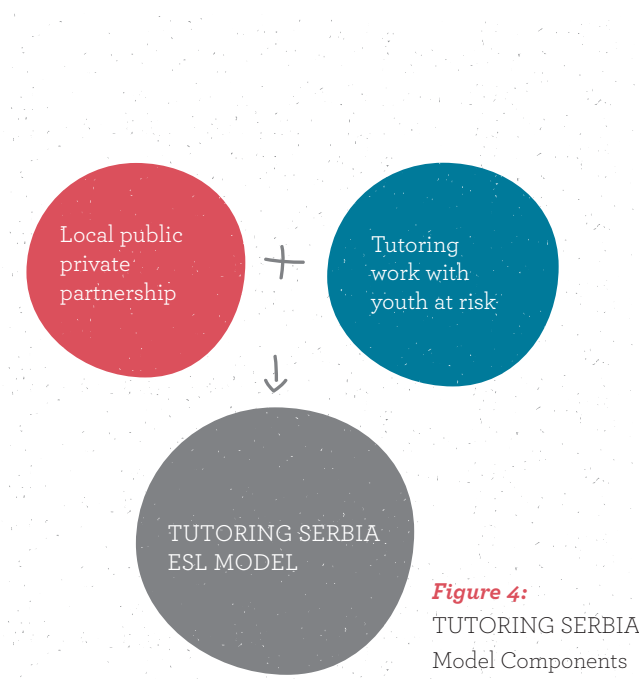 Local public
private
partnership
+
Tutoring
work with
youth at risk
TUTORING SERBIA
ESL MODEL
Figure 4:
TUTORING SERBIA
Model Components